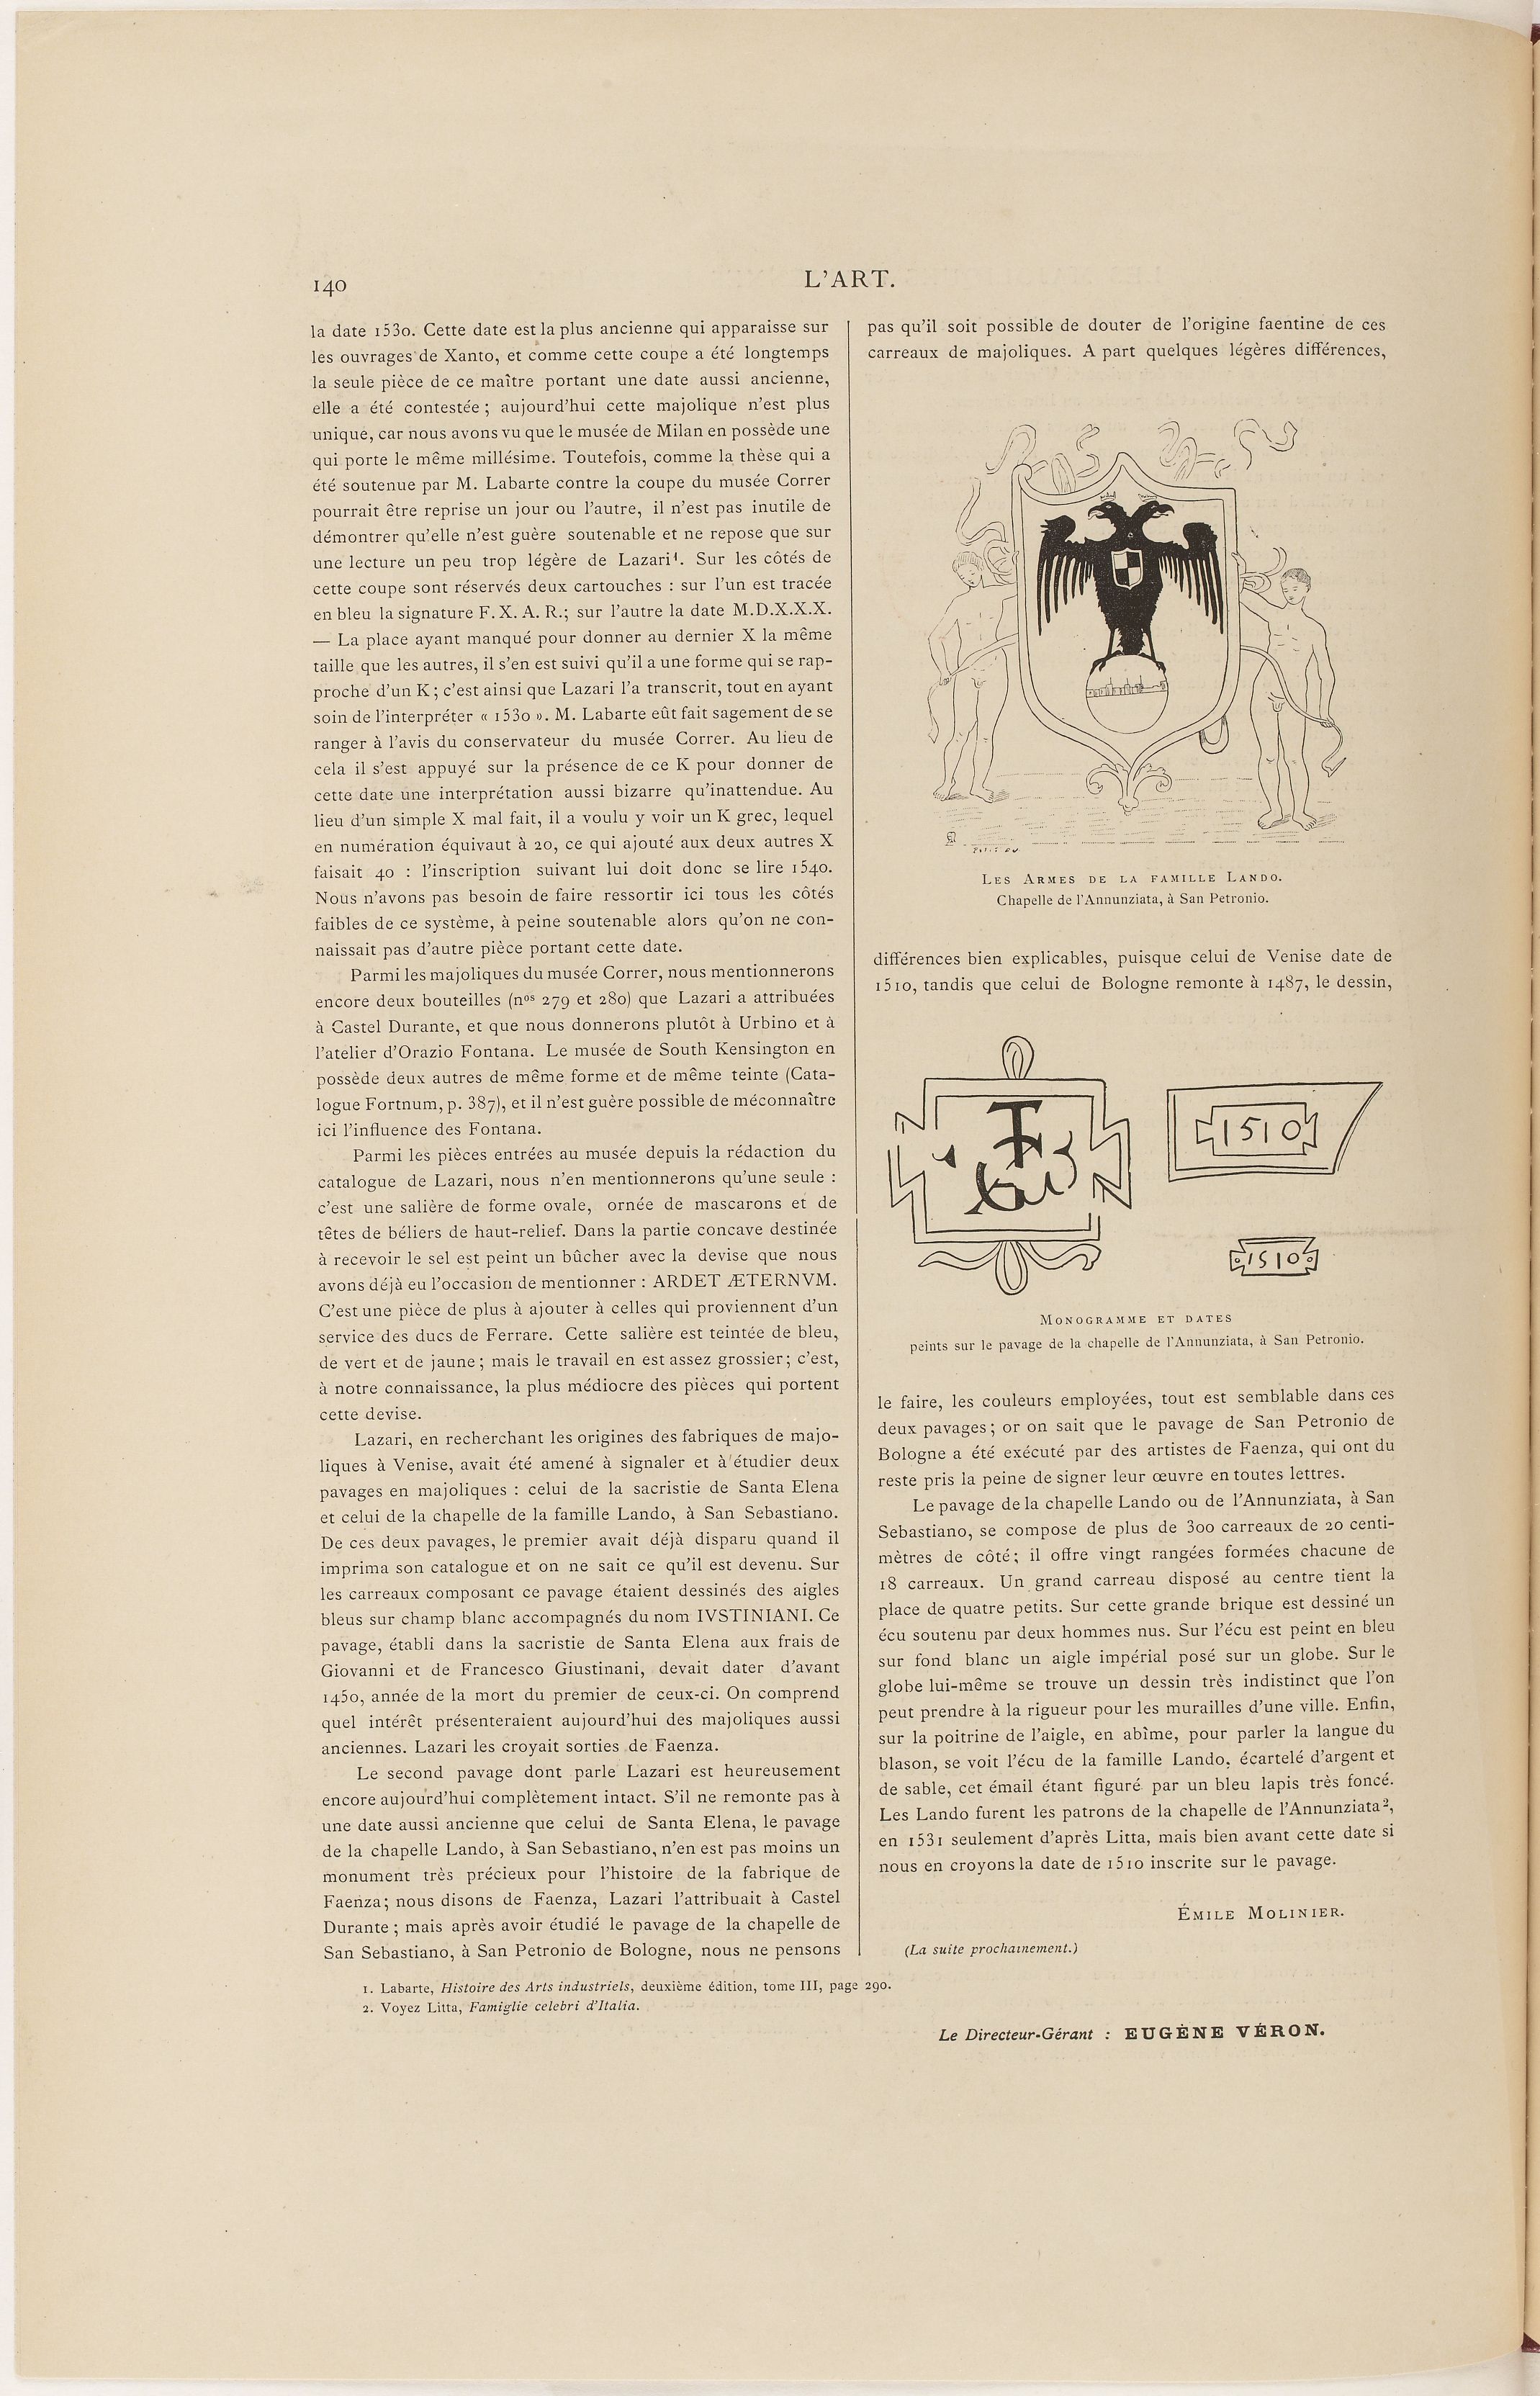 140
L'ART.
la date 1530. Cette date est la plus ancienne qui apparaisse sur
les ouvrages de Xanto, et comme cette coupe a été longtemps
la seule pièce de ce maître portant une date aussi ancienne,
elle a été contestée ; aujourd'hui cette majolique n'est plus
unique, car nous avons vu que le musée de Milan en possède une
qui porte le même millésime. Toutefois, comme la thèse qui a
été soutenue par M. Labarte contre la coupe du musée Correr
pourrait être reprise un jour ou l'autre, il n'est pas inutile de
démontrer qu'elle n'est guère soutenable et ne repose que sur
une lecture un peu trop légère de Lazari¹. Sur les côtés de
cette coupe sont réservés deux cartouches : sur l'un est tracée
en bleu la signature F. X. A. R.; sur l'autre la date M.D.X.X.X.
— La place ayant manqué pour donner au dernier X la même
taille que les autres, il s'en est suivi qu'il a une forme qui se rap-
proche d'un K ; c'est ainsi que Lazari l'a transcrit, tout en ayant
soin de l'interpréter « 1530 ». M. Labarte eût fait sagement de se
ranger à l'avis du conservateur du musée Correr. Au lieu de
cela il s'est appuyé sur la présence de ce K pour donner de
cette date une interprétation aussi bizarre qu'inattendue. Au
lieu d'un simple X mal fait, il a voulu y voir un K grec, lequel
en numération équivaut à 20, ce qui ajouté aux deux autres X
faisait 40 : l'inscription suivant lui doit donc se lire 1540.
Nous n'avons pas besoin de faire ressortir ici tous les côtés
faibles de ce système, à peine soutenable alors qu'on ne con-
naissait pas d'autre pièce portant cette date.
Parmi les majoliques du musée Correr, nous mentionnerons
encore deux bouteilles (nos 279 et 280) que Lazari a attribuées
à Castel Durante, et que nous donnerons plutôt à Urbino et à
l'atelier d'Orazio Fontana. Le musée de South Kensington en
possède deux autres de même forme et de même teinte (Cata-
logue Fortnum, p. 387), et il n'est guère possible de méconnaître
ici l'influence des Fontana.
Parmi les pièces entrées au musée depuis la rédaction du
catalogue de Lazari, nous n'en mentionnerons qu'une seule :
c'est une salière de forme ovale, ornée de mascarons et de
têtes de béliers de haut-relief. Dans la partie concave destinée
à recevoir le sel est peint un bûcher avec la devise que nous
avons déjà eu l'occasion de mentionner : ARDET ÆTERNVM.
C'est une pièce de plus à ajouter à celles qui proviennent d'un
service des ducs de Ferrare. Cette salière est teintée de bleu,
de vert et de jaune ; mais le travail en est assez grossier ; c'est,
à notre connaissance, la plus médiocre des pièces qui portent
cette devise.
Lazari, en recherchant les origines des fabriques de majo-
liques à Venise, avait été amené à signaler et à étudier deux
pavages en majoliques : celui de la sacristie de Santa Elena
et celui de la chapelle de la famille Lando, à San Sebastiano.
De ces deux pavages, le premier avait déjà disparu quand il
imprima son catalogue et on ne sait ce qu'il est devenu. Sur
les carreaux composant ce pavage étaient dessinés des aigles
bleus sur champ blanc accompagnés du nom IVSTINIANI. Ce
pavage, établi dans la sacristie de Santa Elena aux frais de
Giovanni et de Francesco Giustinani, devait dater d'avant
1450, année de la mort du premier de ceux-ci. On comprend
quel intérêt présenteraient aujourd'hui des majoliques aussi
anciennes. Lazari les croyait sorties de Faenza.
Le second pavage dont parle Lazari est heureusement
encore aujourd'hui complètement intact. S'il ne remonte pas à
une date aussi ancienne que celui de Santa Elena, le pavage
de la chapelle Lando, à San Sebastiano, n'en est pas moins un
monument très précieux pour l'histoire de la fabrique de
Faenza ; nous disons de Faenza, Lazari l'attribuait à Castel
Durante ; mais après avoir étudié le pavage de la chapelle de
San Sebastiano, à San Petronio de Bologne, nous ne pensons
pas qu'il soit possible de douter de l'origine faentine de ces
carreaux de majoliques. A part quelques légères différences,
LES ARMES DE LA FAMILLE LANDO.
Chapelle de l'Annunziata, à San Petronio.
différences bien explicables, puisque celui de Venise date de
1510, tandis que celui de Bologne remonte à 1487, le dessin,
1510
1510
MONOGRAMME ET DATES
peints sur le pavage de la chapelle de l'Annunziata, à San Petronio.
le faire, les couleurs employées, tout est semblable dans ces
deux pavages ; or on sait que le pavage de San Petronio de
Bologne a été exécuté par des artistes de Faenza, qui ont du
reste pris la peine de signer leur œuvre en toutes lettres.
Le pavage de la chapelle Lando ou de l'Annunziata, à San
Sebastiano, se compose de plus de 300 carreaux de 20 centi-
mètres de côté ; il offre vingt rangées formées chacune de
18 carreaux. Un grand carreau disposé au centre tient la
place de quatre petits. Sur cette grande brique est dessiné un
écu soutenu par deux hommes nus. Sur l'écu est peint en bleu
sur fond blanc un aigle impérial posé sur un globe. Sur le
globe lui-même se trouve un dessin très indistinct que l'on
peut prendre à la rigueur pour les murailles d'une ville. Enfin,
sur la poitrine de l'aigle, en abîme, pour parler la langue du
blason, se voit l'écu de la famille Lando, écartelé d'argent et
de sable, cet émail étant figuré par un bleu lapis très foncé.
Les Lando furent les patrons de la chapelle de l'Annunziata²,
en 1531 seulement d'après Litta, mais bien avant cette date si
nous en croyons la date de 1510 inscrite sur le pavage.
ÉMILE MOLINIER.
(La suite prochainement.)
1. Labarte, Histoire des Arts industriels, deuxième édition, tome III, page 290.
2. Voyez Litta, Famiglie celebri d'Italia.
Le Directeur-Gérant : EUGÈNE VÉRON.